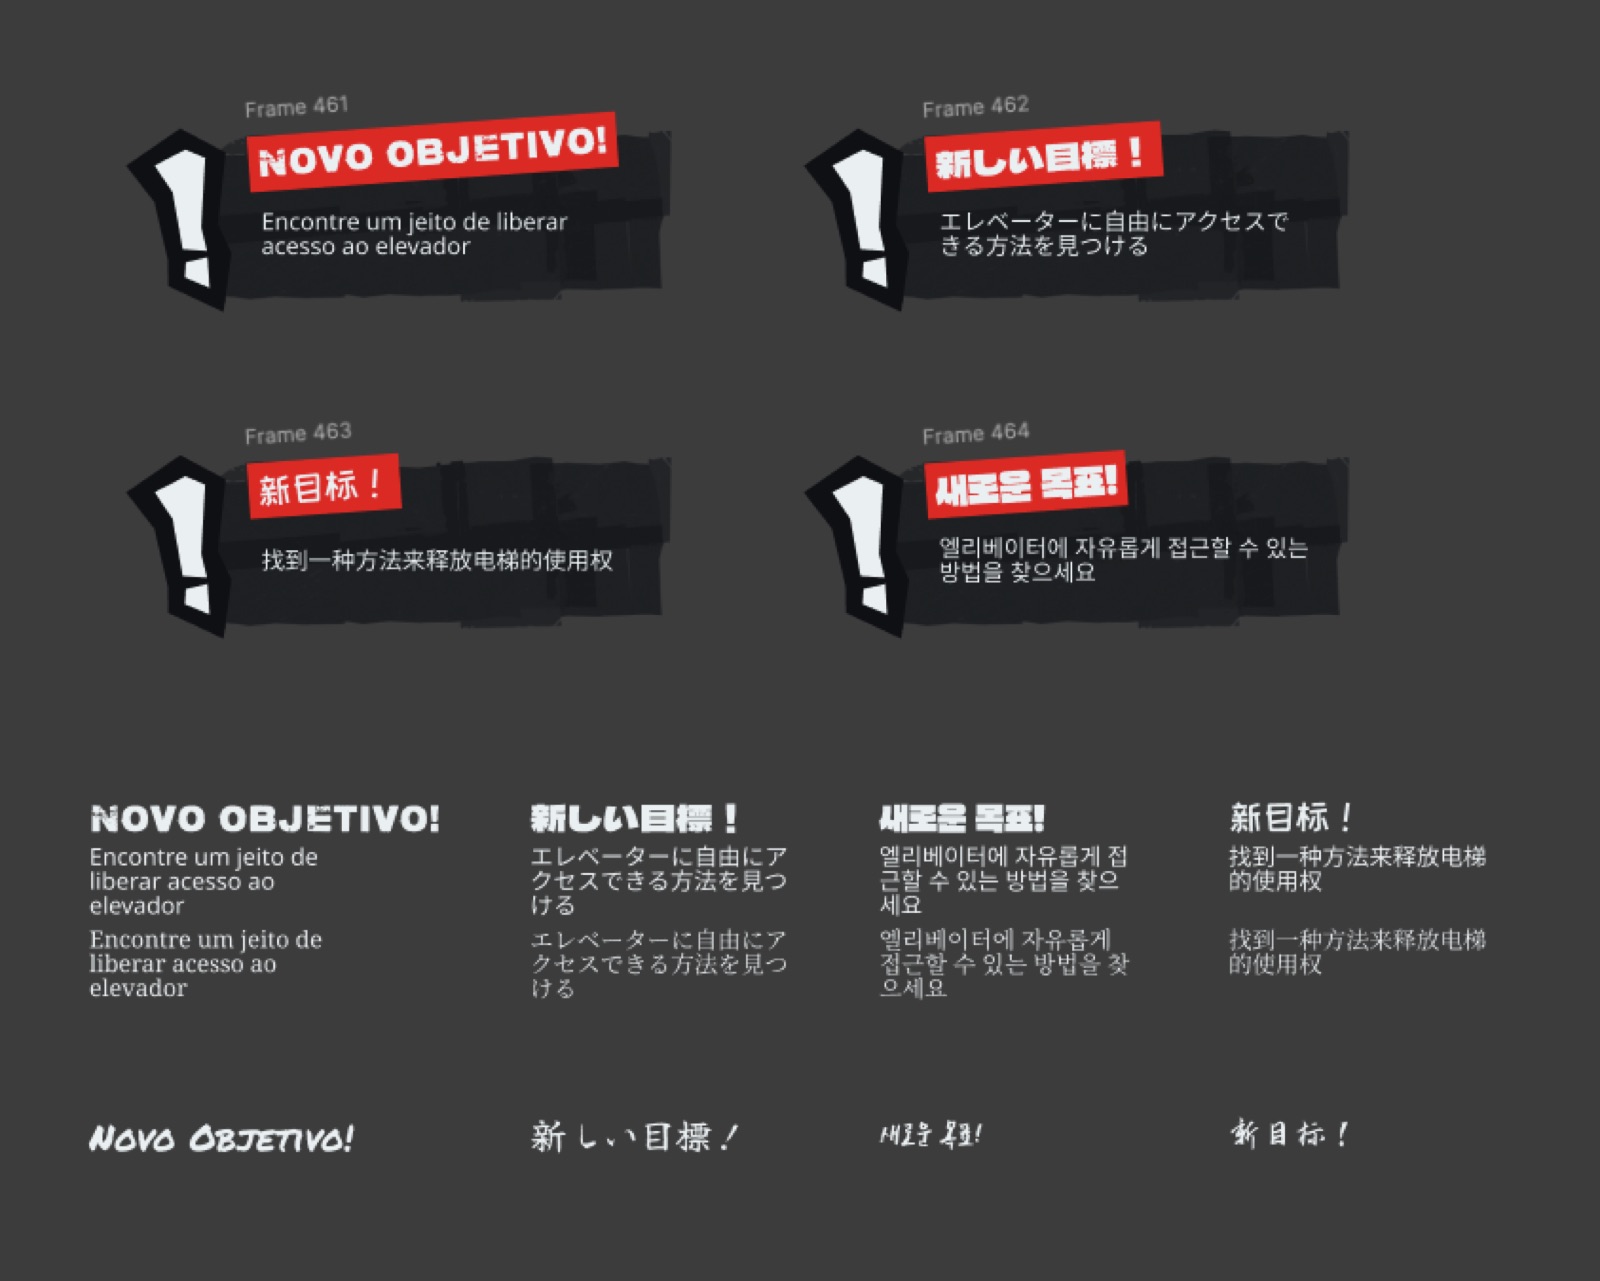 Frame 461
NOVO OBJETIVO!
Encontre um jeito de liberar
acesso ao elevador
Frame 462
新しい目標！
エレベーターに自由にアクセスで
きる方法を見つける
Frame 463
新目标！
找到一种方法来释放电梯的使用权
Frame 464
새로운 목표!
엘리베이터에 자유롭게 접근할 수 있는
방법을 찾으세요
NOVO OBJETIVO!
Encontre um jeito de
liberar acesso ao
elevador
Encontre um jeito de
liberar acesso ao
elevador
新しい目標！
エレベーターに自由にア
クセスできる方法を見つ
ける
エレベーターに自由にア
クセスできる方法を見つ
ける
새로운 목표!
엘리베이터에 자유롭게 접
근할 수 있는 방법을 찾으
세요
엘리베이터에 자유롭게
접근할 수 있는 방법을 찾
으세요
新目标！
找到一种方法来释放电梯
的使用权
找到一种方法来释放电梯
的使用权
Novo Objetivo!
新しい目標！
새로운 목표!
新目标！